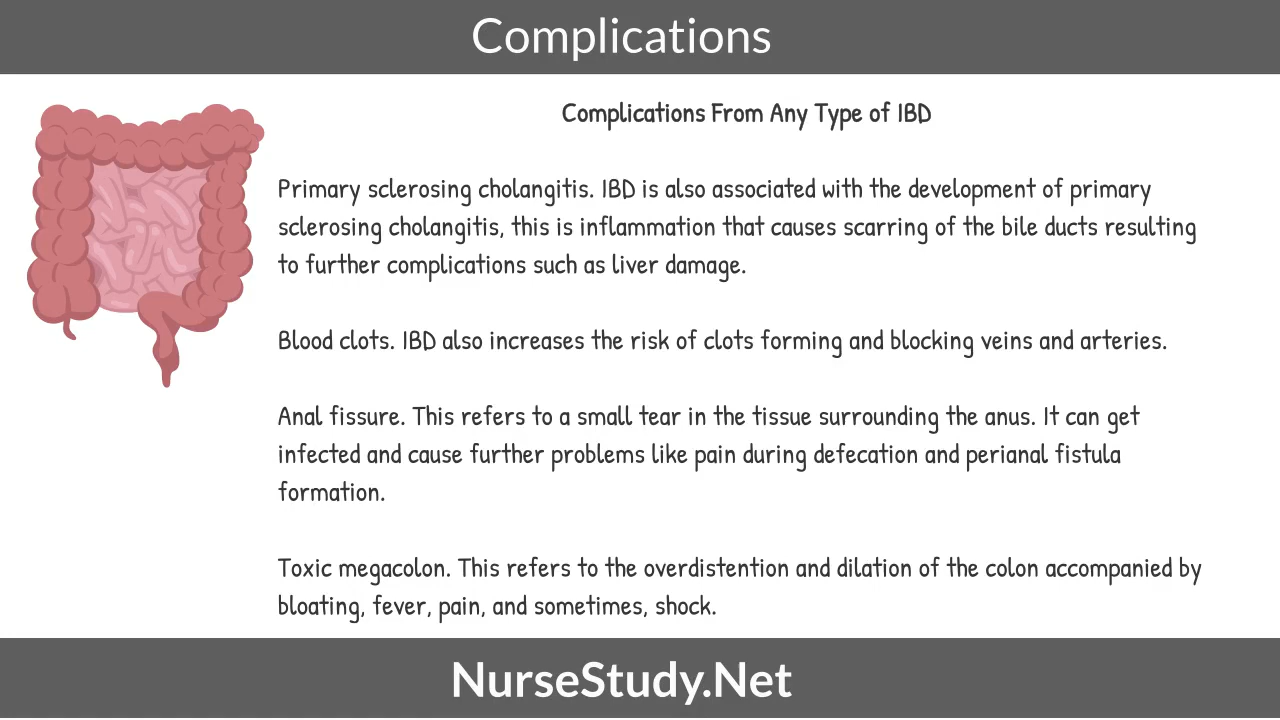 Complications
Complications From Any Type of IBD
Primary sclerosing cholangitis. IBD is also associated with the development of primary
sclerosing cholangitis, this is inflammation that causes scarring of the bile ducts resulting
to further complications such as liver damage.
Blood clots. IBD also increases the risk of clots forming and blocking veins and arteries.
Anal fissure. This refers to a small tear in the tissue surrounding the anus. It can get
infected and cause further problems like pain during defecation and perianal fistula
formation.
Toxic megacolon. This refers to the overdistention and dilation of the colon accompanied by
bloating, fever, pain, and sometimes, shock.
NurseStudy.Net